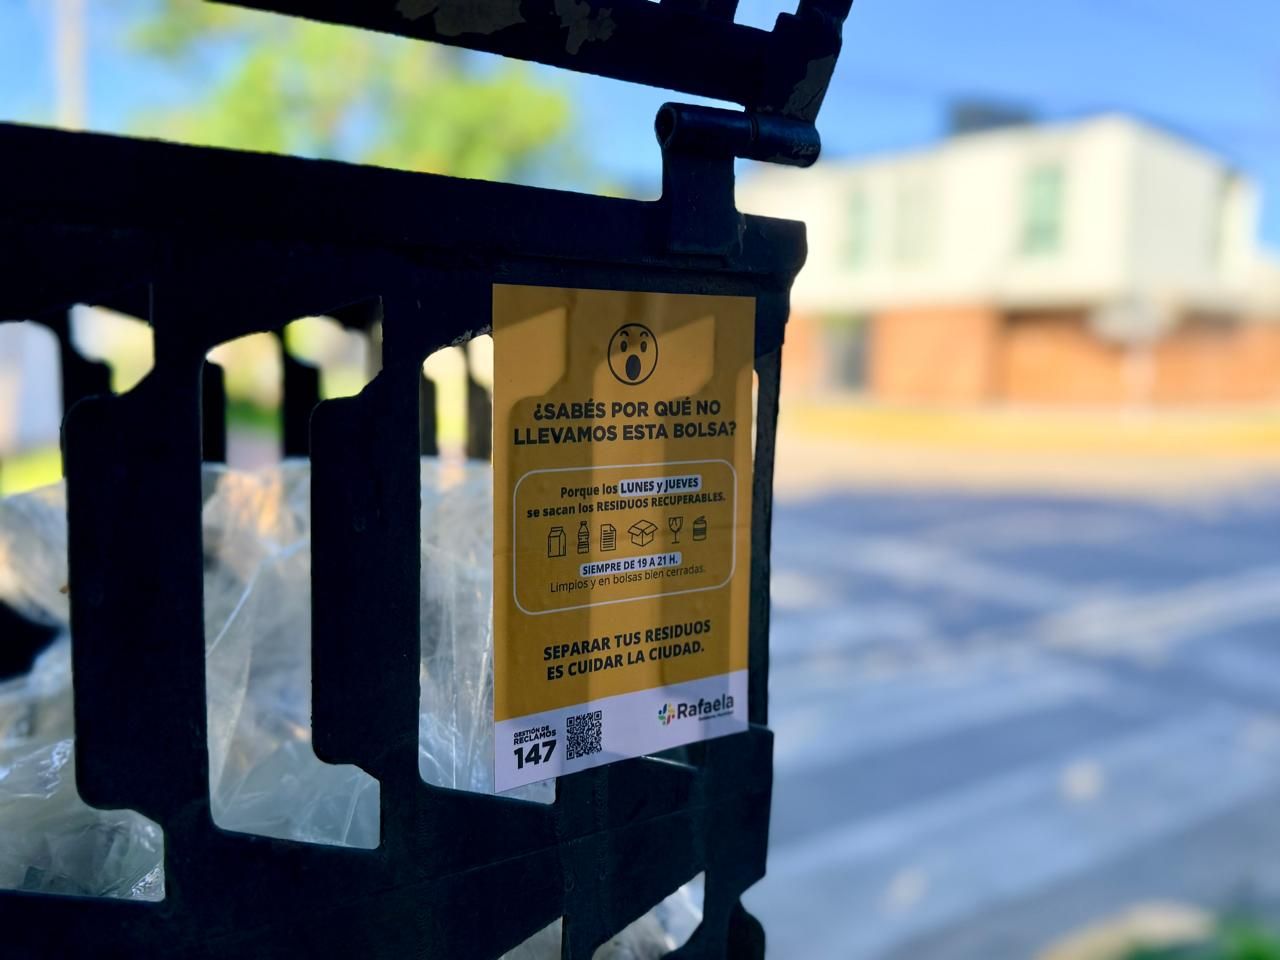 ¿SABÉS POR QUÉ NO
LLEVAMOS ESTA BOLSA?
Porque los LUNES y JUEVES
se sacan los RESIDUOS RECUPERABLES.
SIEMPRE DE 19 A 21 H.
Limpios y en bolsas bien cerradas.
SEPARAR TUS RESIDUOS
ES CUIDAR LA CIUDAD.
GESTIÓN DE
RECLAMOS
147
Rafaela